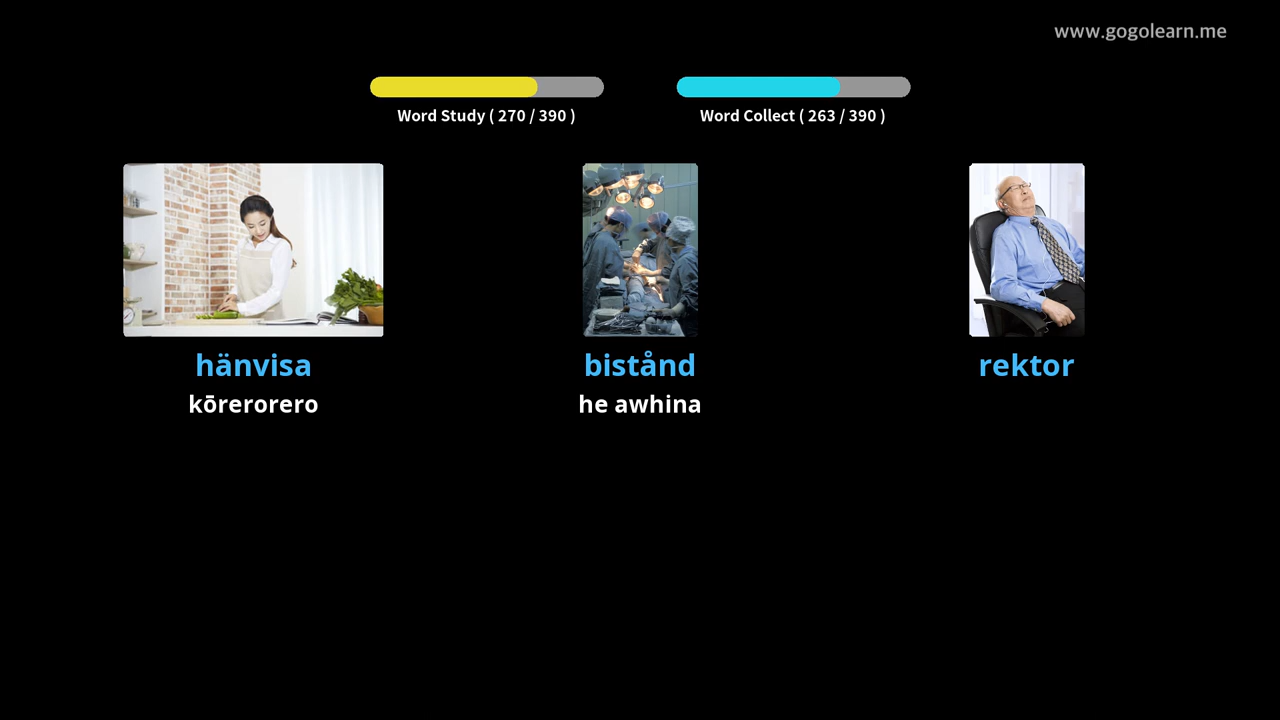 www.gogolearn.me
Word Study ( 270 / 390 )
Word Collect ( 263 / 390 )
hänvisa
bistånd
rektor
kōrerorero
he awhina